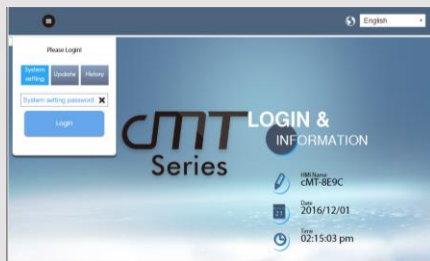 English
Please Login!
System setting
Update
History
System setting password
Login
cMT
Series
LOGIN &
INFORMATION
HMI Name
cMT-8E9C
Date
21
2016/12/01
Time
02:15:03 pm